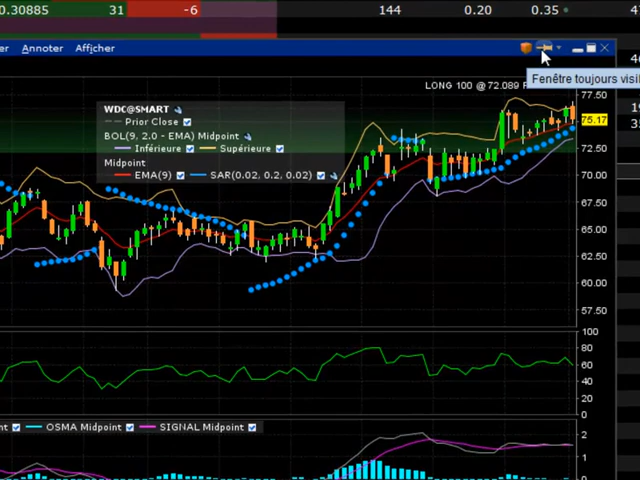 0.30885 31 -6 144 0.20 0.35
Annoter Afficher
Fenêtre toujours
LONG 100 @ 72.089
WDC@SMART
Prior Close
BOL(9, 2.0 - EMA) Midpoint
Inférieure Supérieure
Midpoint
EMA(9) SAR(0.02, 0.2, 0.02)
77.50
75.17
72.50
70.00
67.50
65.00
62.50
60.00
57.50
100
80
60
40
20
0
OSMA Midpoint SIGNAL Midpoint
2
1
0